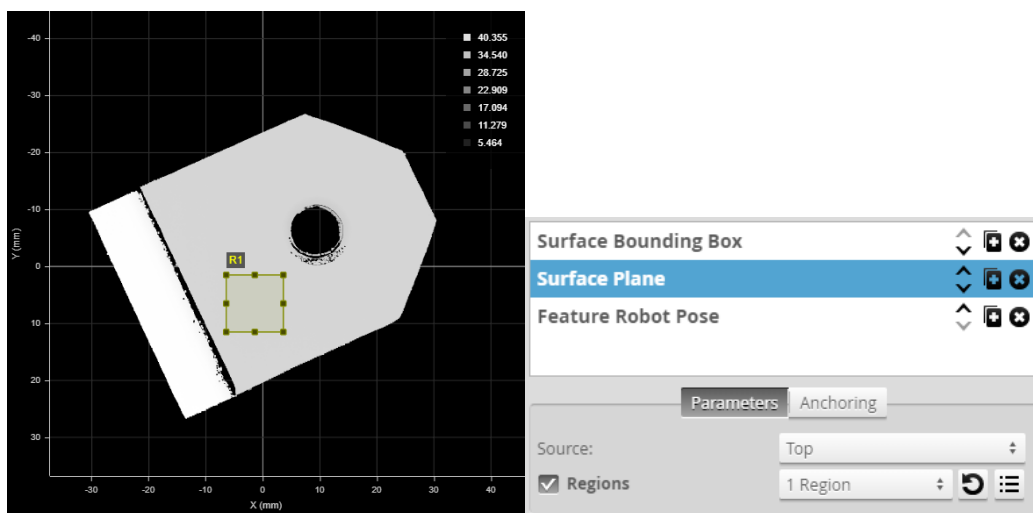 -40
-30
-20
-10
0
10
20
30
Y (mm)
-30
-20
-10
0
10
20
30
40
X (mm)
40.355
34.540
28.725
22.909
17.094
11.279
5.464
R1
Surface Bounding Box
Surface Plane
Feature Robot Pose
Parameters Anchoring
Source: Top
Regions 1 Region